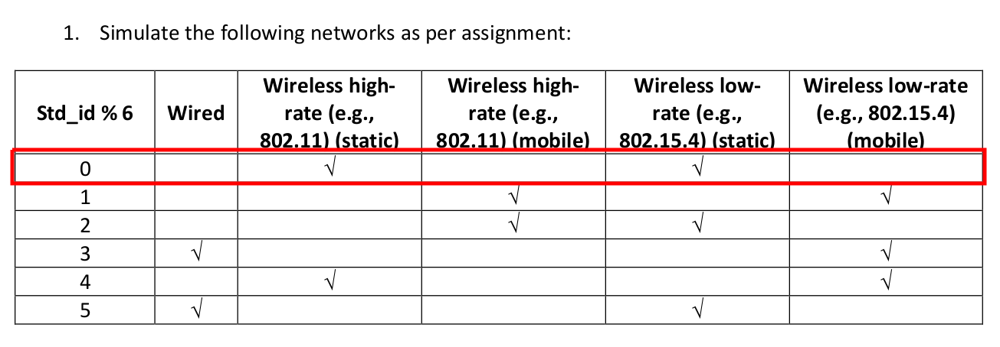 1. Simulate the following networks as per assignment:
Std_id % 6 Wired Wireless high-rate (e.g., 802.11) (static) Wireless high-rate (e.g., 802.11) (mobile) Wireless low-rate (e.g., 802.15.4) (static) Wireless low-rate (e.g., 802.15.4) (mobile)
0 √ √
1 √ √
2 √ √
3 √ √
4 √ √
5 √ √